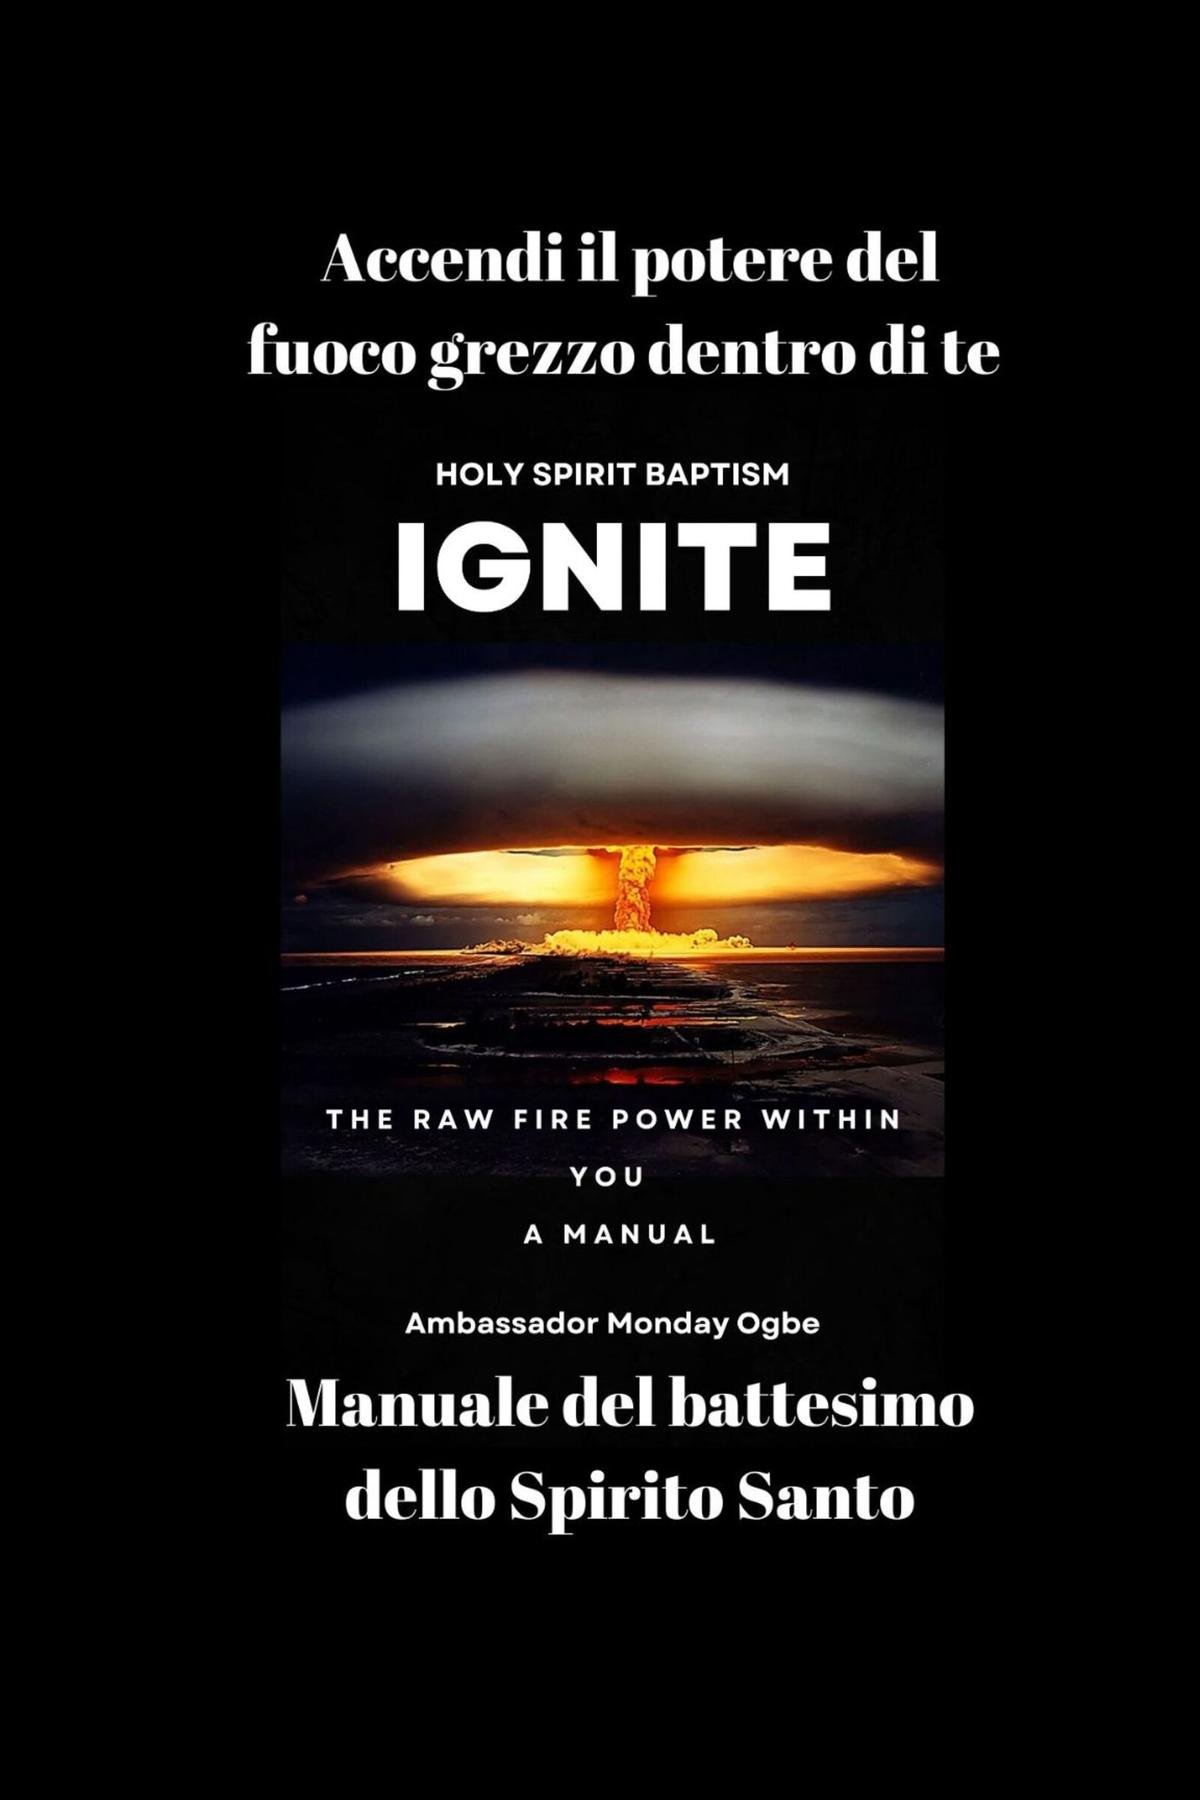 Accendi il potere del
fuoco grezzo dentro di te
HOLY SPIRIT BAPTISM
IGNITE
THE RAW FIRE POWER WITHIN
YOU
A MANUAL
Ambassador Monday Ogbe
Manuale del battesimo
dello Spirito Santo